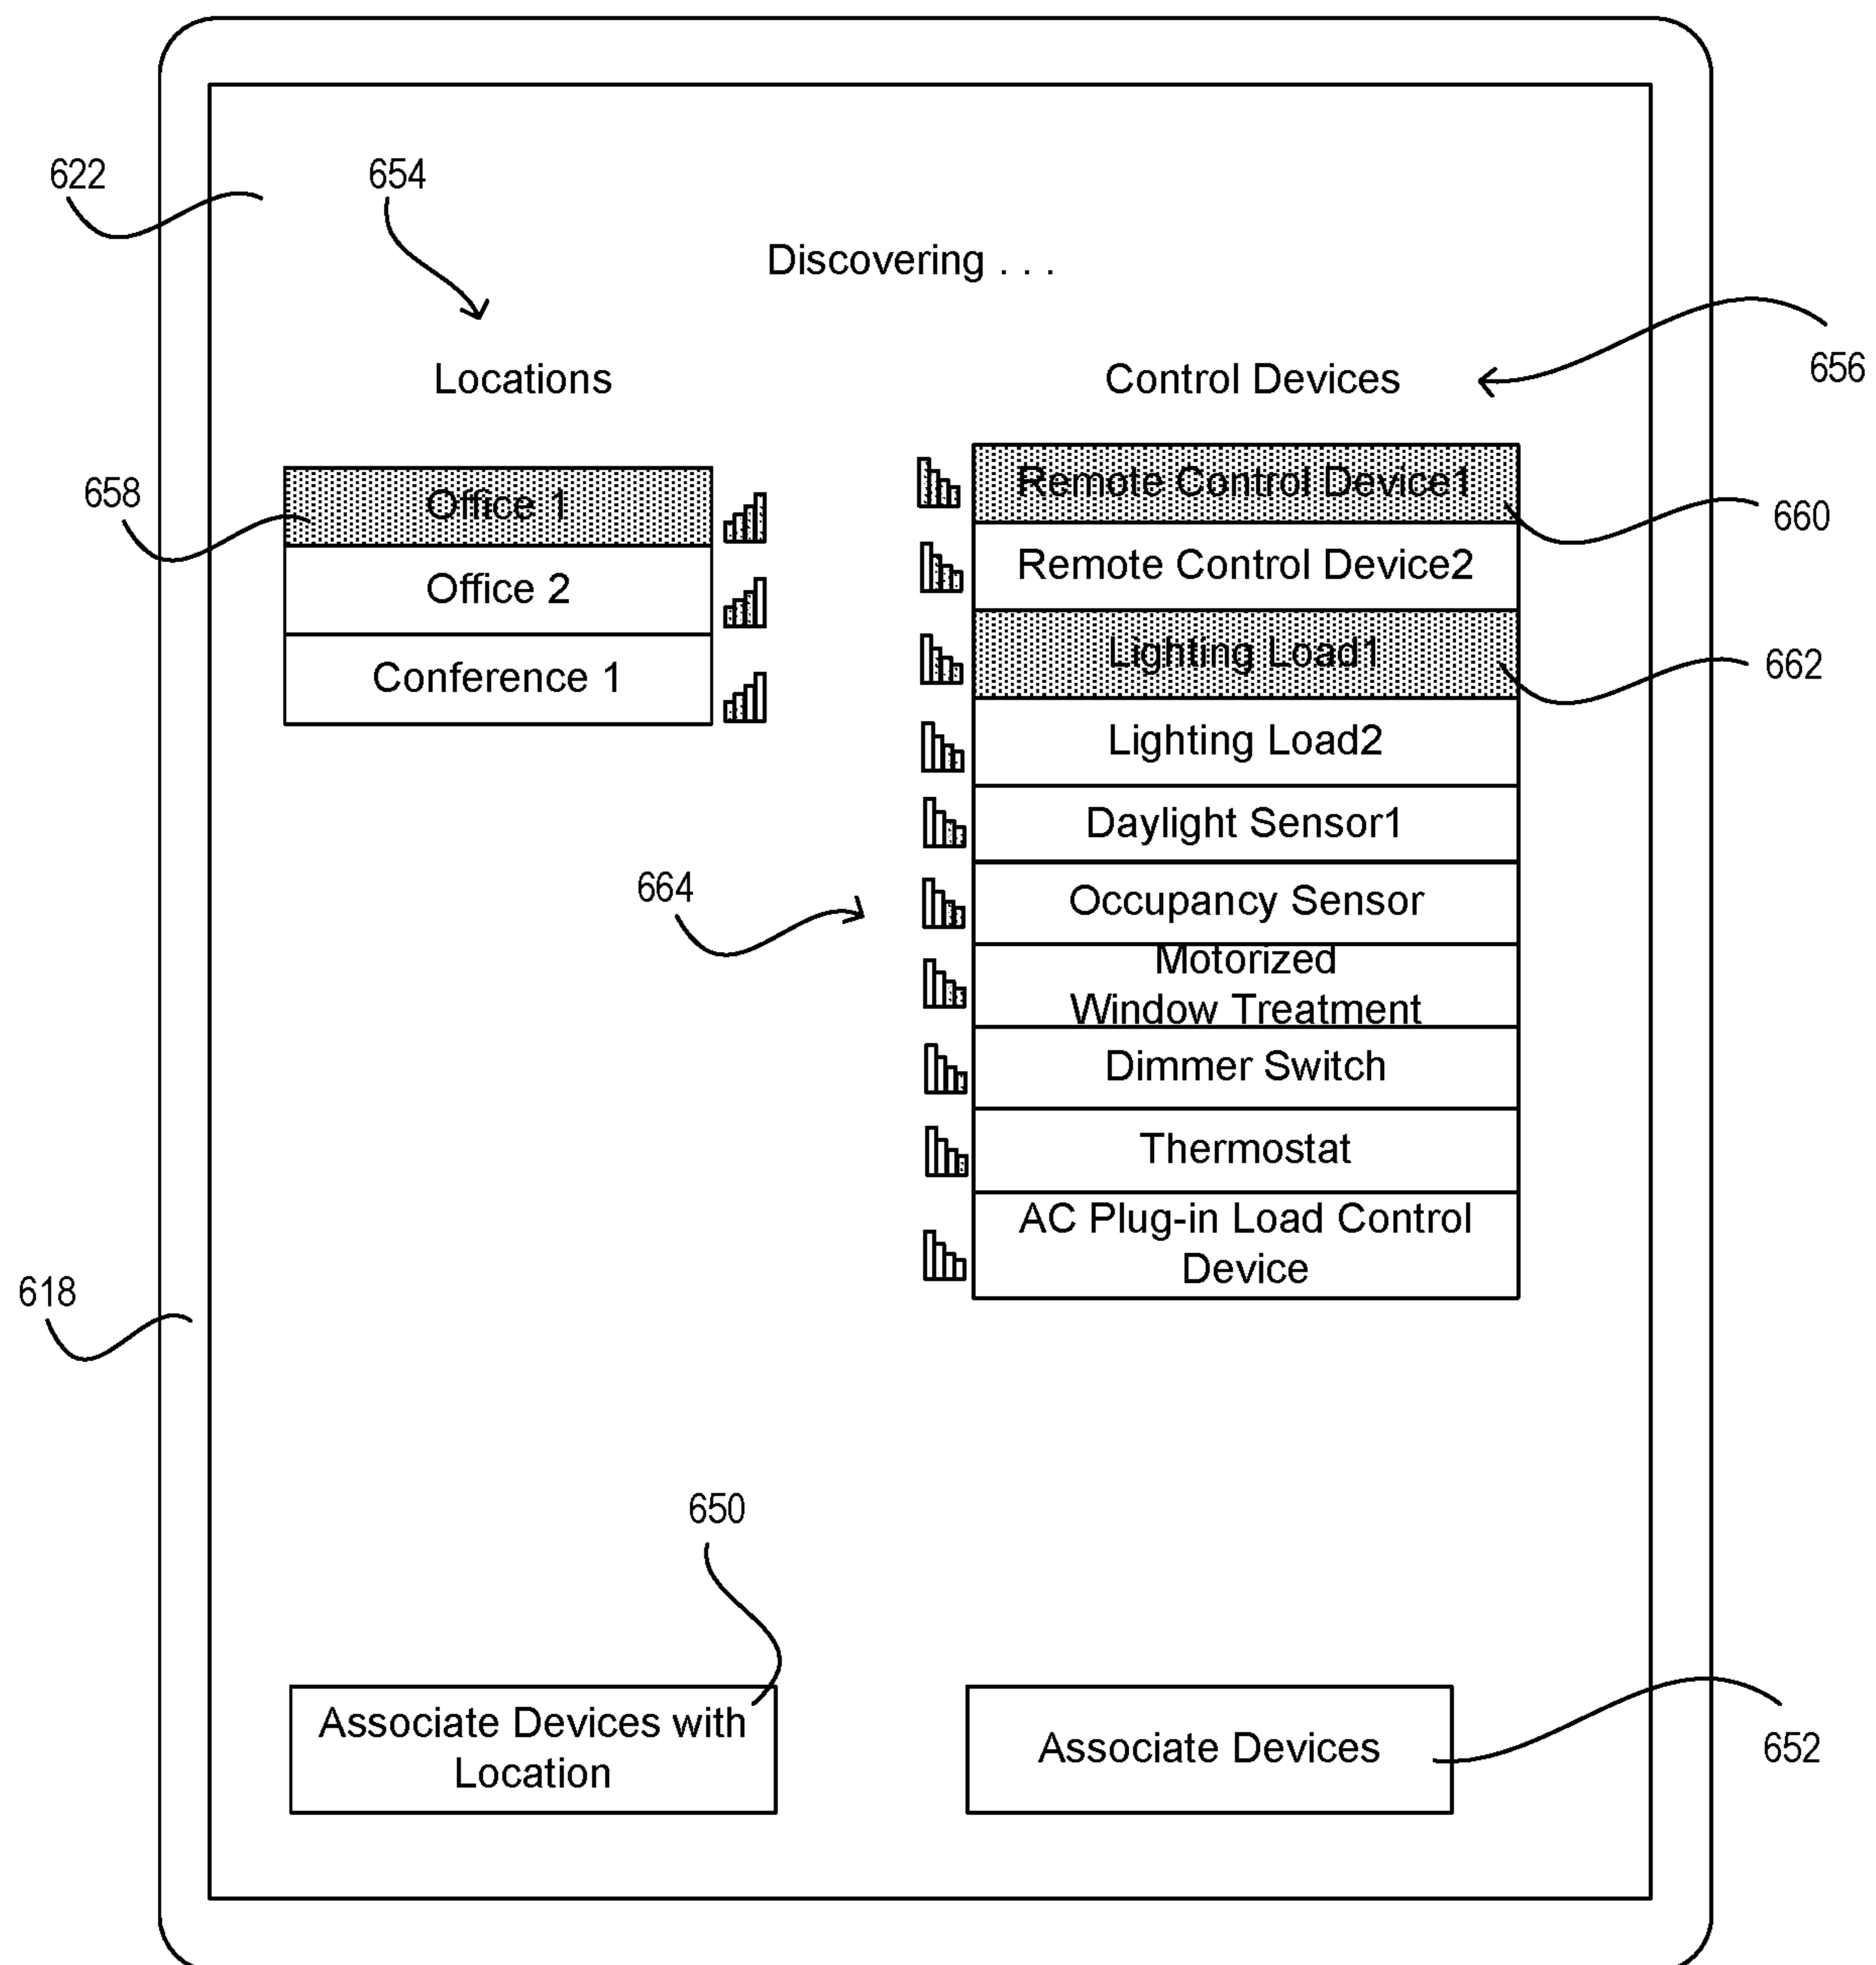 622
654
Discovering . . .
Locations
Control Devices
656
658
Office 1
Office 2
Conference 1
Remote Control Device1
660
Remote Control Device2
Lighting Load1
662
Lighting Load2
Daylight Sensor1
664
Occupancy Sensor
Motorized
Window Treatment
Dimmer Switch
Thermostat
AC Plug-in Load Control
Device
618
650
Associate Devices with
Location
Associate Devices
652